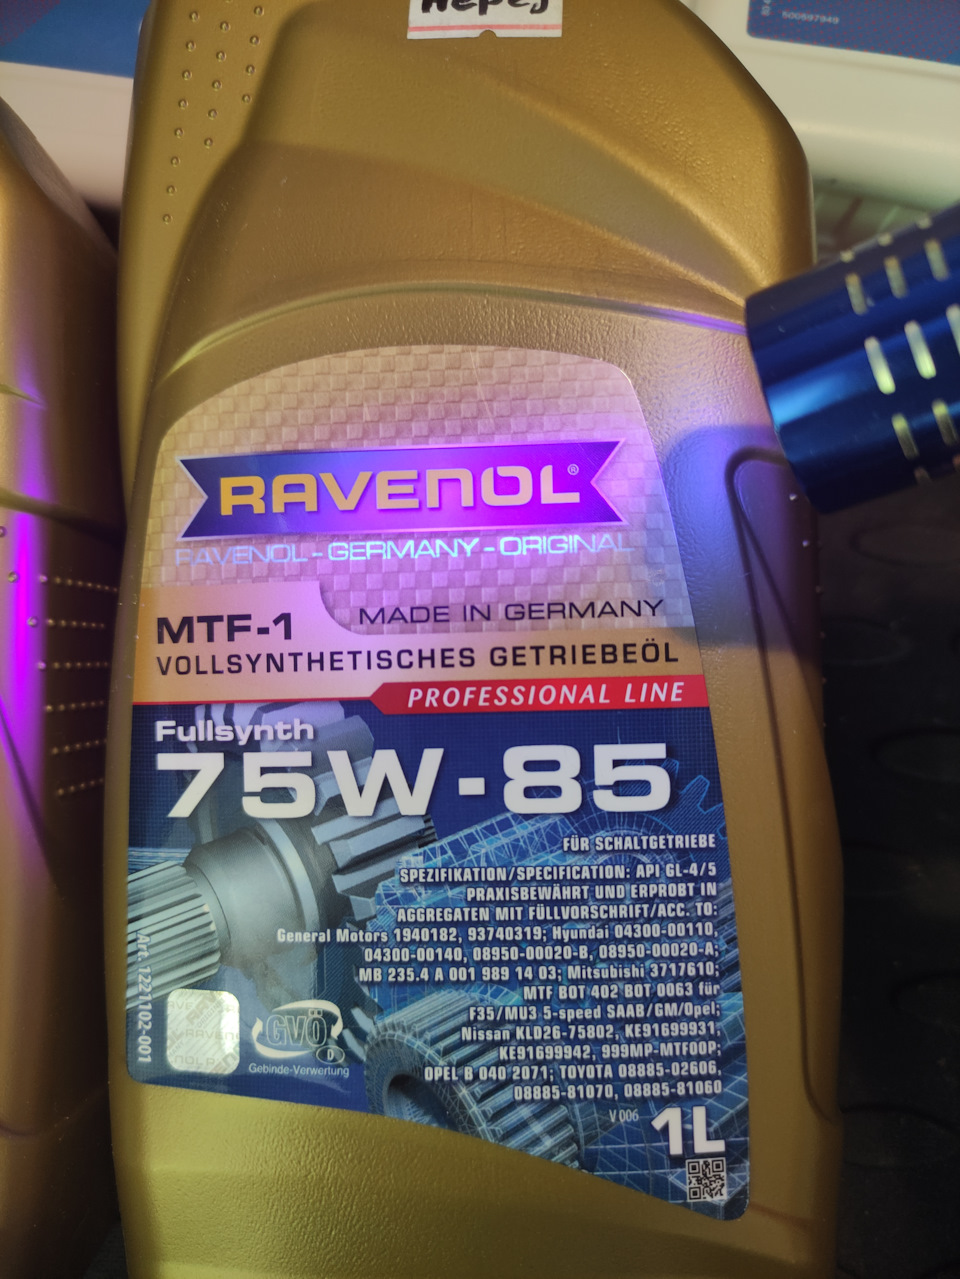 500597949
RAVENOL®
RAVENOL - GERMANY - ORIGINAL
MTF-1
MADE IN GERMANY
VOLLSYNTHETISCHES GETRIEBEÖL
PROFESSIONAL LINE
Fullsynth
75W-85
FÜR SCHALTGETRIEBE
SPEZIFIKATION/SPECIFICATION: API GL-4/5
PRAXISBEWÄHRT UND ERPROBT IN
AGGREGATEN MIT FÜLLVORSCHRIFT/ACC. TO:
General Motors 1940182, 93740319; Hyundai 04300-00110,
04300-00140, 08950-00020-B, 08950-00020-A;
MB 235.4 A 001 989 14 03; Mitsubishi 3717610;
MTF BOT 402 BOT 0063 für
F35/MU3 5-speed SAAB/GM/Opel;
Nissan KLD26-75802, KE91699931,
KE91699942, 999MP-MTF00P;
OPEL B 040 2071; TOYOTA 08885-02606,
08885-81070, 08885-81060
Art. 1221102-001
GVÖ
D
Gebinde-Verwertung
V 006
1L